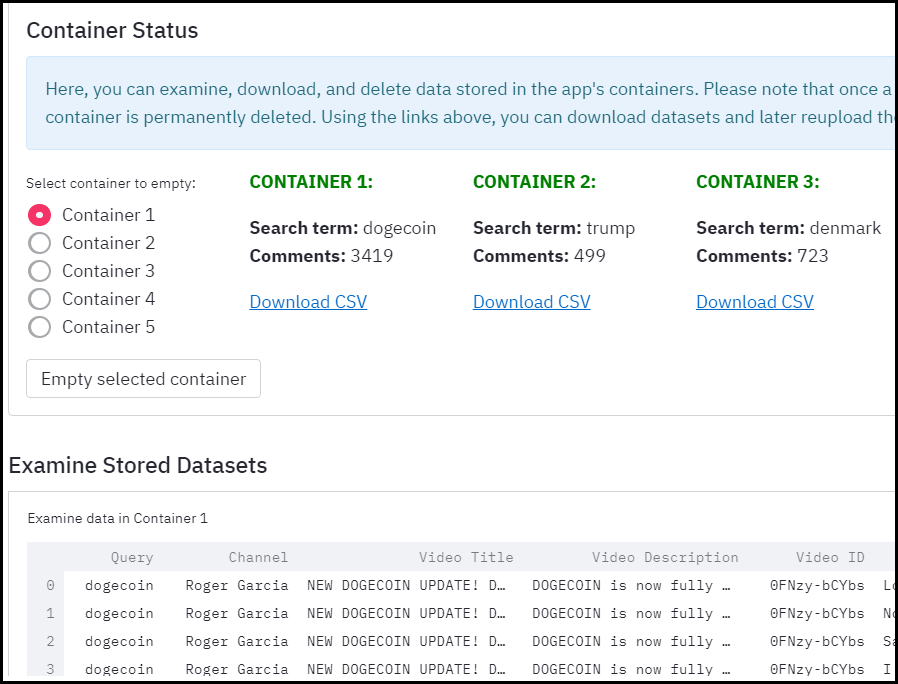 Container Status
Here, you can examine, download, and delete data stored in the app's containers. Please note that once a
container is permanently deleted. Using the links above, you can download datasets and later reupload
Select container to empty:
Container 1
Container 2
Container 3
Container 4
Container 5
Empty selected container
CONTAINER 1:
Search term: dogecoin
Comments: 3419
Download CSV
CONTAINER 2:
Search term: trump
Comments: 499
Download CSV
CONTAINER 3:
Search term: denmark
Comments: 723
Download CSV
Examine Stored Datasets
Examine data in Container 1
Query Channel Video Title Video Description Video ID
0 dogecoin Roger Garcia NEW DOGECOIN UPDATE! D… DOGECOIN is now fully … 0FNzy-bCYbs
1 dogecoin Roger Garcia NEW DOGECOIN UPDATE! D… DOGECOIN is now fully … 0FNzy-bCYbs
2 dogecoin Roger Garcia NEW DOGECOIN UPDATE! D… DOGECOIN is now fully … 0FNzy-bCYbs
3 dogecoin Roger Garcia NEW DOGECOIN UPDATE! D… DOGECOIN is now fully … 0FNzy-bCYbs I